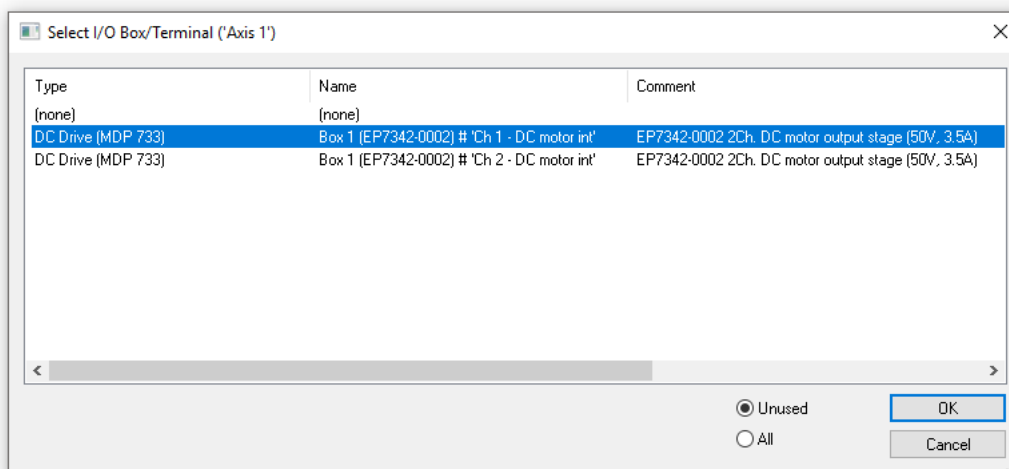 Select I/O Box/Terminal ('Axis 1')
Type Name Comment
(none) (none)
DC Drive (MDP 733) Box 1 (EP7342-0002) # 'Ch 1 - DC motor int' EP7342-0002 2Ch. DC motor output stage (50V, 3.5A)
DC Drive (MDP 733) Box 1 (EP7342-0002) # 'Ch 2 - DC motor int' EP7342-0002 2Ch. DC motor output stage (50V, 3.5A)
Unused
OK
All
Cancel